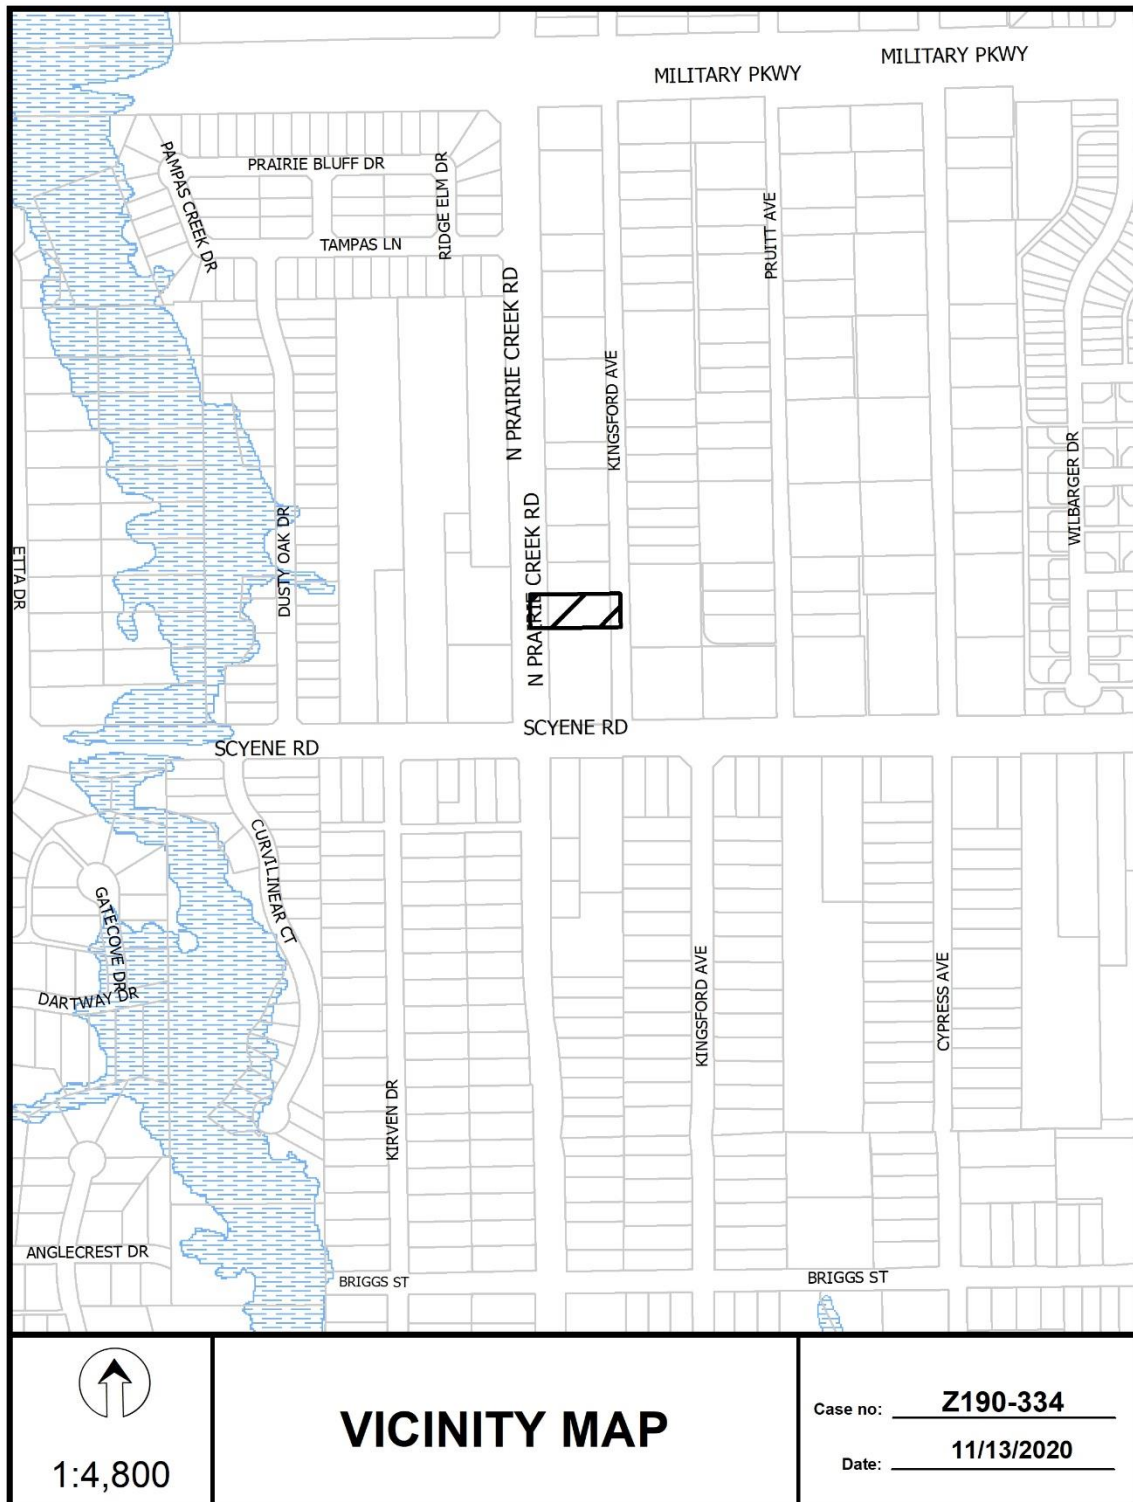 MILITARY PKWY
MILITARY PKWY
PAMPAS CREEK DR
PRAIRIE BLUFF DR
RIDGE ELM DR
TAMPAS LN
PRUITT AVE
N PRAIRIE CREEK RD
KINGSFORD AVE
WILBARGER DR
ETTA DR
DUSTY OAK DR
N PRAIRIE CREEK RD
SCYENE RD
SCYENE RD
CURVILINEAR CT
GATECOVE DR
DARTWAY DR
KINGSFORD AVE
CYPRESS AVE
KIRVEN DR
ANGLECREST DR
BRIGGS ST
BRIGGS ST
1:4,800
VICINITY MAP
Case no: Z190-334
Date: 11/13/2020